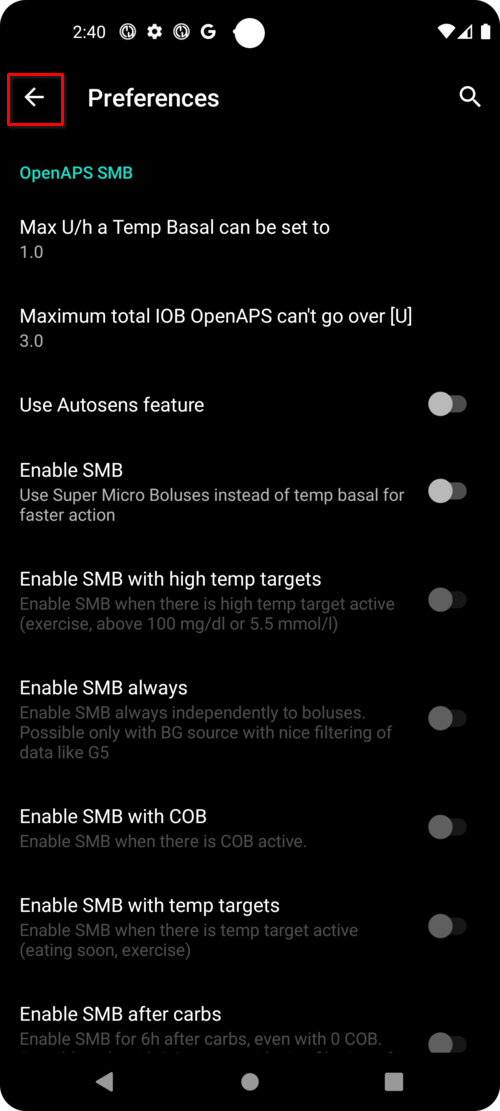 2:40
Preferences
OpenAPS SMB
Max U/h a Temp Basal can be set to
1.0
Maximum total IOB OpenAPS can't go over [U]
3.0
Use Autosens feature
Enable SMB
Use Super Micro Boluses instead of temp basal for
faster action
Enable SMB with high temp targets
Enable SMB when there is high temp target active
(exercise, above 100 mg/dl or 5.5 mmol/l)
Enable SMB always
Enable SMB always independently to boluses.
Possible only with BG source with nice filtering of
data like G5
Enable SMB with COB
Enable SMB when there is COB active.
Enable SMB with temp targets
Enable SMB when there is temp target active
(eating soon, exercise)
Enable SMB after carbs
Enable SMB for 6h after carbs, even with 0 COB.